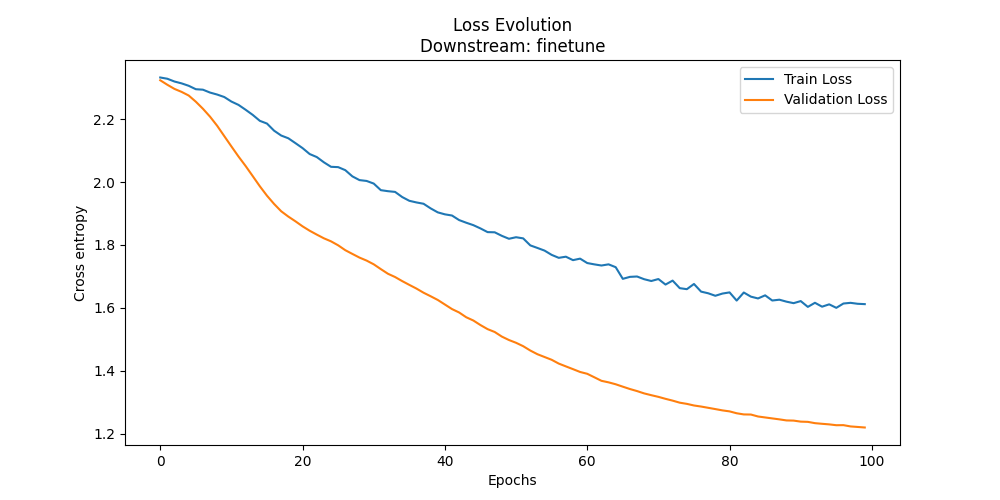 Loss Evolution
Downstream: finetune
Train Loss
Validation Loss
Cross entropy
2.2
2.0
1.8
1.6
1.4
1.2
0 20 40 60 80 100
Epochs